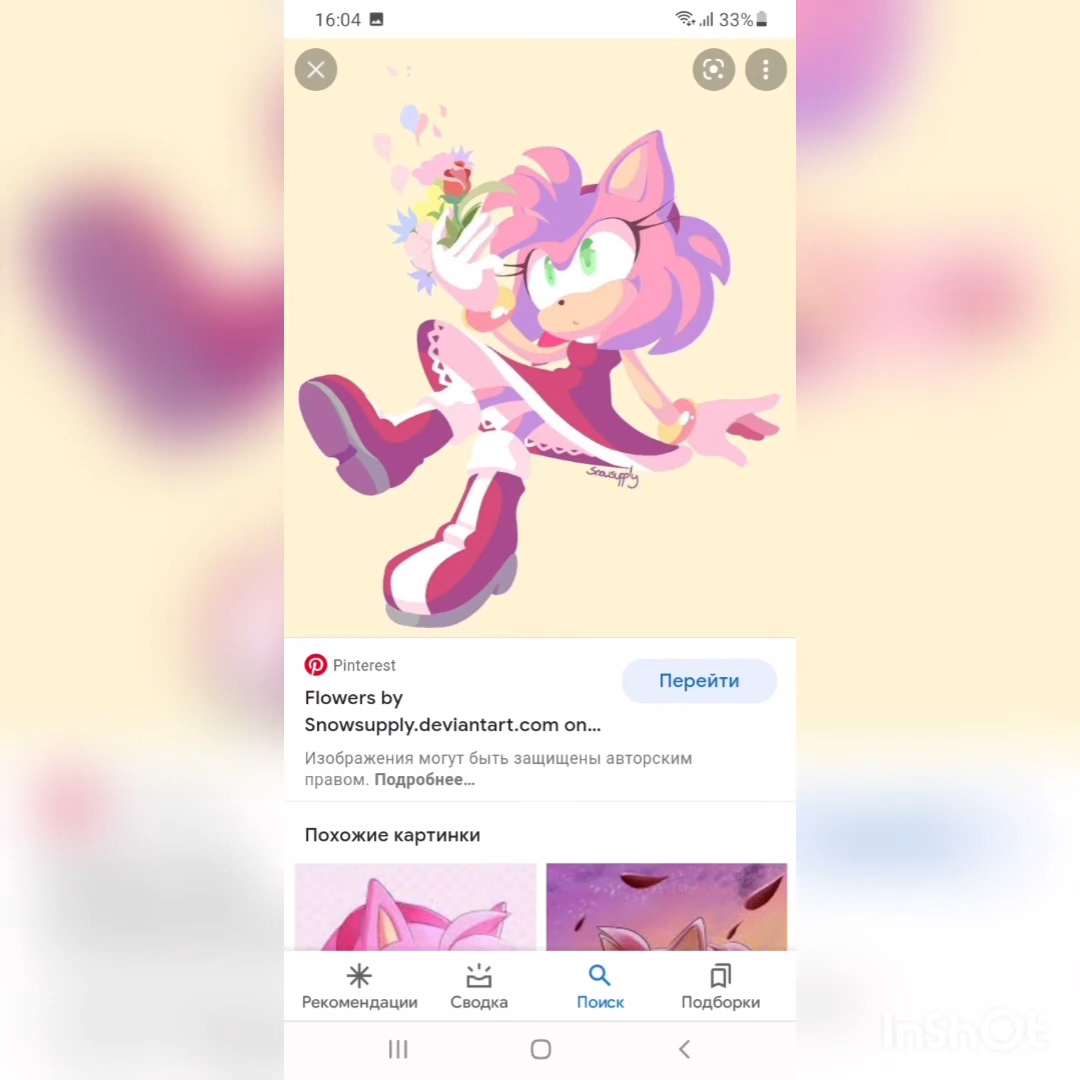 16:04
33%
Snowsupply
Pinterest
Перейти
Flowers by
Snowsupply.deviantart.com on...
Изображения могут быть защищены авторским
правом. Подробнее...
Похожие картинки
Рекомендации
Сводка
Поиск
Подборки
InShOt